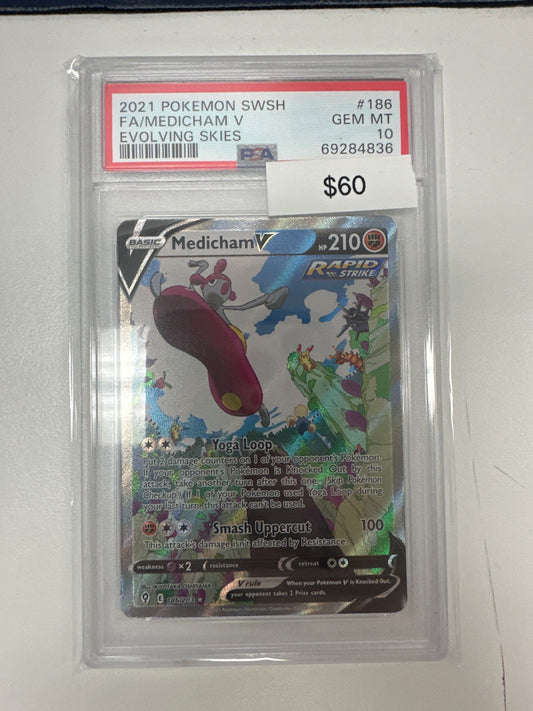 2021 POKEMON SWSH #186
FA/MEDICHAM V GEM MT
EVOLVING SKIES 10
69284836
PSA
$60
BASIC
Medicham V HP 210
RAPID
STRIKE
Yoga Loop
Put 2 damage counters on 1 of your opponent's Pokémon.
If your opponent's Pokémon is Knocked Out by this
attack, take another turn after this one. (Skip Pokémon
Checkup.) If 1 of your Pokémon used Yoga Loop during
your last turn, this attack can't be used.
Smash Uppercut 100
This attack's damage isn't affected by Resistance.
weakness ×2 resistance retreat
V rule
When your Pokémon V is Knocked Out,
your opponent takes 2 Prize cards.
E 186/203